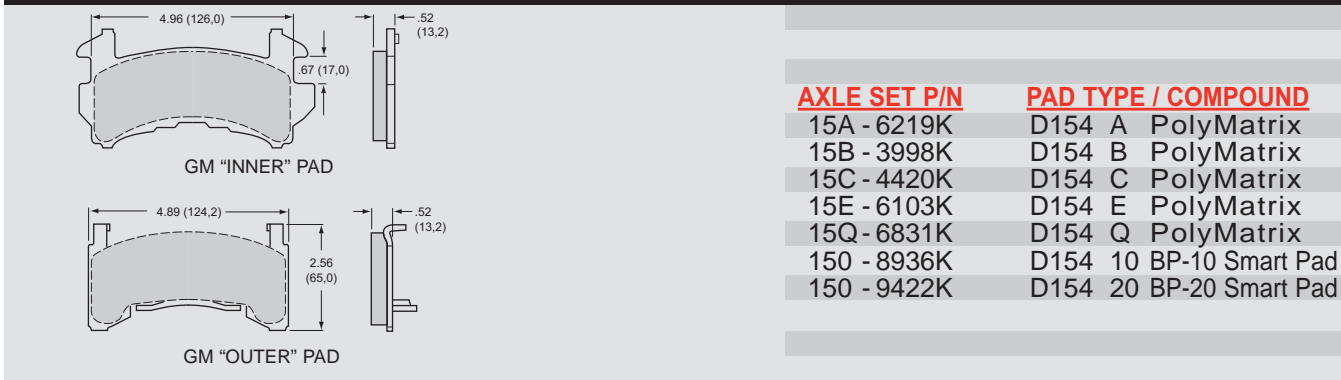 4.96 (126,0)
.52
(13,2)
.67 (17,0)
GM “INNER” PAD
4.89 (124,2)
.52
(13,2)
2.56
(65,0)
GM “OUTER” PAD
AXLE SET P/N PAD TYPE / COMPOUND
15A - 6219K D154 A PolyMatrix
15B - 3998K D154 B PolyMatrix
15C - 4420K D154 C PolyMatrix
15E - 6103K D154 E PolyMatrix
15Q - 6831K D154 Q PolyMatrix
150 - 8936K D154 10 BP-10 Smart Pad
150 - 9422K D154 20 BP-20 Smart Pad